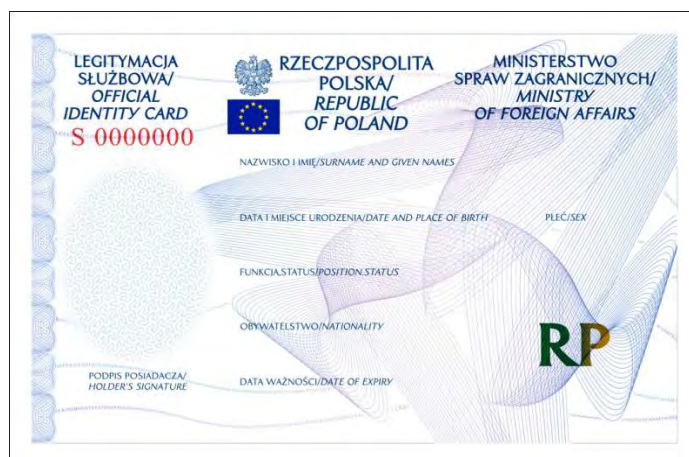 LEGITYMACJA
SŁUŻBOWA/
OFFICIAL
IDENTITY CARD
S 0000000
RZECZPOSPOLITA
POLSKA/
REPUBLIC
OF POLAND
MINISTERSTWO
SPRAW ZAGRANICZNYCH/
MINISTRY
OF FOREIGN AFFAIRS
NAZWISKO I IMIĘ/SURNAME AND GIVEN NAMES
DATA I MIEJSCE URODZENIA/DATE AND PLACE OF BIRTH
PŁEĆ/SEX
FUNKCJA,STATUS/POSITION.STATUS
OBYWATELSTWO/NATIONALITY
RP
PODPIS POSIADACZA/
HOLDER'S SIGNATURE
DATA WAŻNOŚCI/DATE OF EXPIRY